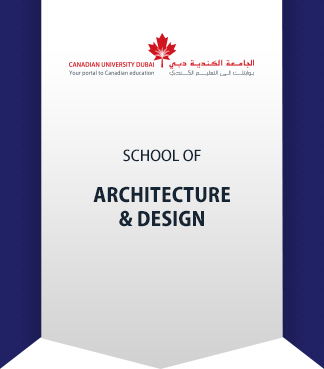 CANADIAN UNIVERSITY DUBAI الجامعة الكندية دبي
Your portal to Canadian education بوابتك إلى التعليم الكندي
SCHOOL OF
ARCHITECTURE
& DESIGN